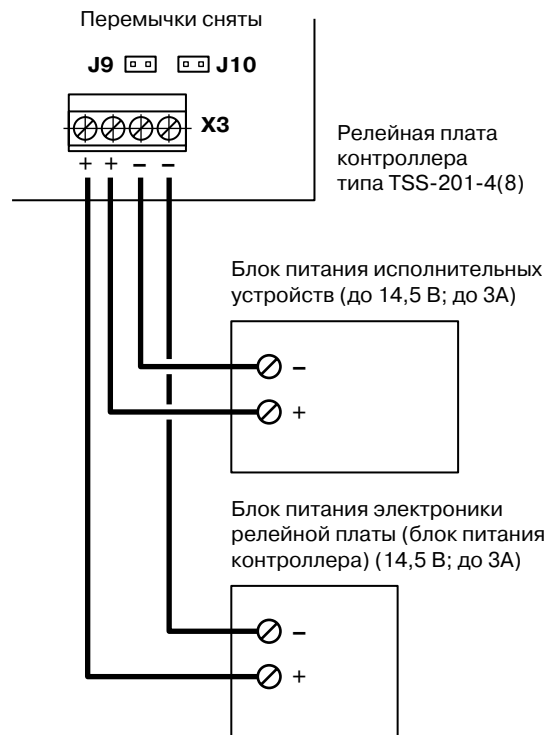 Перемычки сняты
J9 J10
X3
+ + – –
Релейная плата
контроллера
типа TSS-201-4(8)
Блок питания исполнительных
устройств (до 14,5 В; до 3А)
–
+
Блок питания электроники
релейной платы (блок питания
контроллера) (14,5 В; до 3А)
–
+